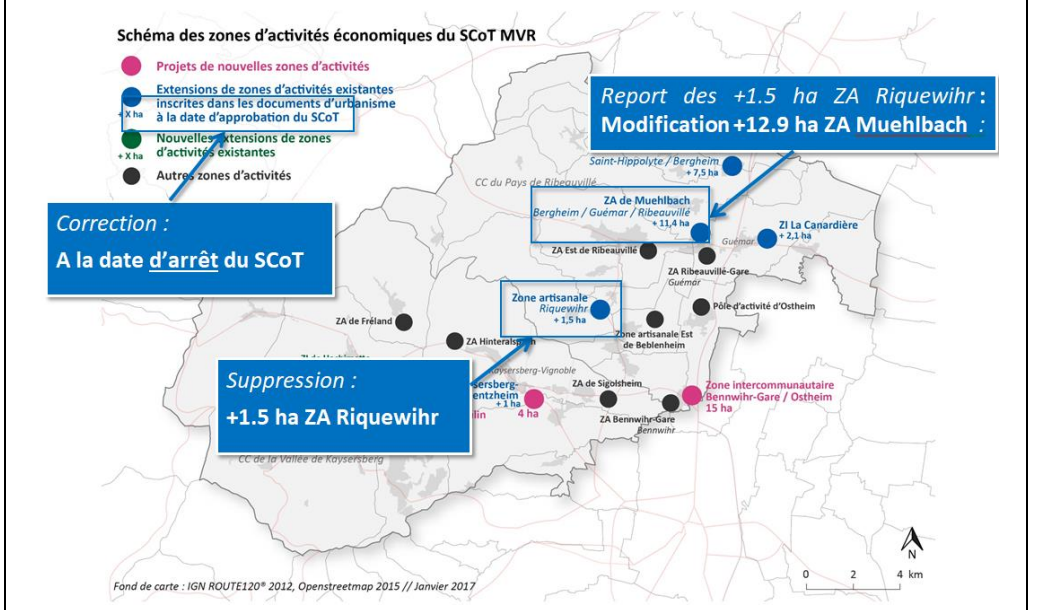 Schéma des zones d'activités économiques du SCoT MVR
Projets de nouvelles zones d'activités
Extensions de zones d'activités existantes
inscrites dans les documents d'urbanisme
à la date d'approbation du SCoT
+ X ha
Nouvelles extensions de zones
d'activités existantes
+ X ha
Autres zones d'activités
Report des +1.5 ha ZA Riquewihr :
Modification +12.9 ha ZA Muehlbach :
Saint-Hippolyte / Bergheim
+ 7,5 ha
CC du Pays de Ribeauvillé
ZA de Muehlbach
Bergheim / Guémar / Ribeauvillé
+ 11,4 ha
ZI La Canardière
+ 2,1 ha
Guémar
ZA Est de Ribeauvillé
ZA Ribeauvillé-Gare
Guémar
Correction :
A la date d'arrêt du SCoT
Zone artisanale
Riquewihr
+ 1,5 ha
Pôle d'activité d'Ostheim
ZA de Fréland
Zone artisanale Est
de Beblenheim
ZA Hinteralspach
Suppression :
+1.5 ha ZA Riquewihr
Kaysersberg-Vignoble
ZA de Sigolsheim
+ 1 ha
4 ha
Zone intercommunautaire
Bennwihr-Gare / Ostheim
15 ha
ZA Bennwihr-Gare
Bennwihr
CC de la Vallée de Kaysersberg
N
0 2 4 km
Fond de carte : IGN ROUTE120® 2012, Openstreetmap 2015 // Janvier 2017